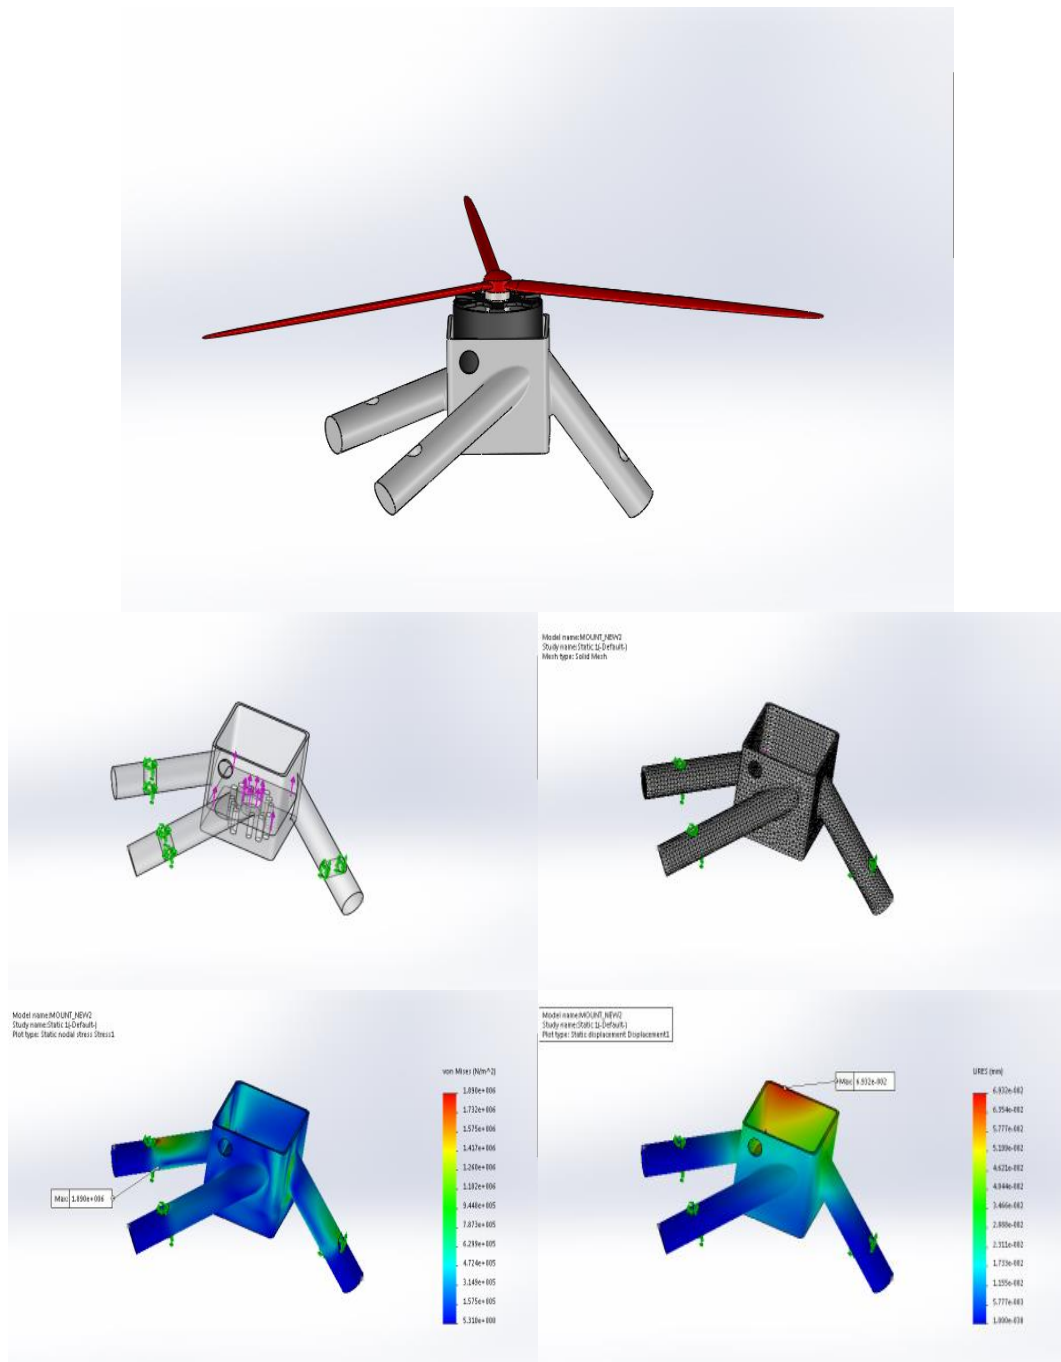 Model name:MOUNT_NEW2
Study name:Static 1(-Default-)
Mesh type: Solid Mesh
Model name:MOUNT_NEW2
Study name:Static 1(-Default-)
Plot type: Static nodal stress Stress1
von Mises (N/m^2)
1.890e+006
1.732e+006
1.575e+006
1.417e+006
1.260e+006
1.102e+006
9.448e+005
7.873e+005
6.299e+005
4.724e+005
3.149e+005
1.575e+005
5.310e+000
Max: 1.890e+006
Model name:MOUNT_NEW2
Study name:Static 1(-Default-)
Plot type: Static displacement Displacement1
Max: 6.932e-002
URES (mm)
6.932e-002
6.354e-002
5.777e-002
5.199e-002
4.621e-002
4.044e-002
3.466e-002
2.888e-002
2.311e-002
1.733e-002
1.155e-002
5.777e-003
1.000e-030